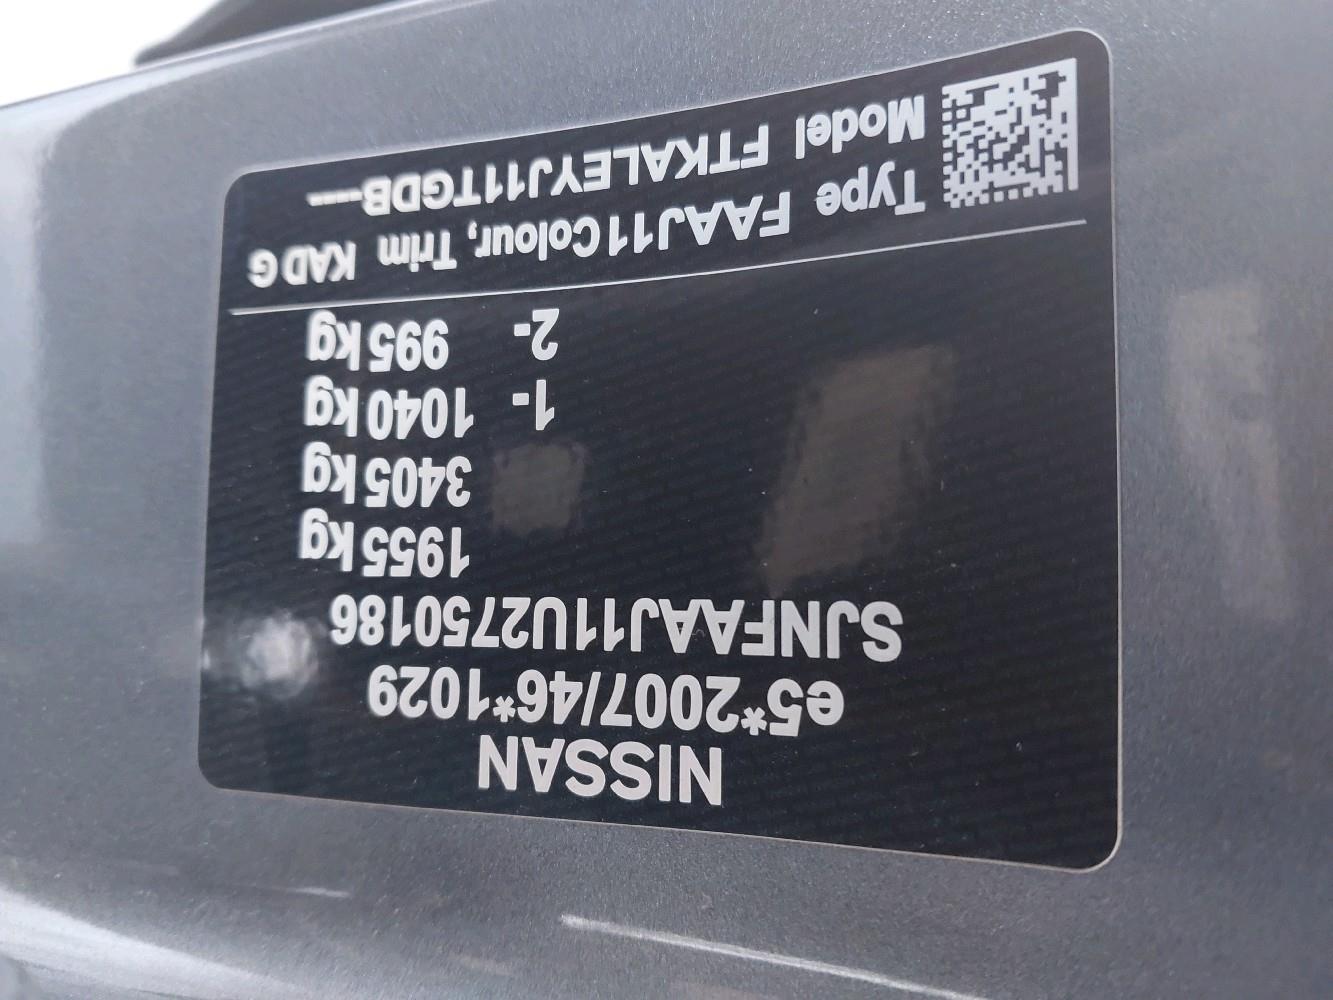 NISSAN
e5*2007/46*1029
SJNFAAJ11U2750186
1955 kg
3405 kg
1- 1040 kg
2- 995 kg
Type FAAJ11 Colour, Trim KAD G
Model FTKALEYJ11TGDB----